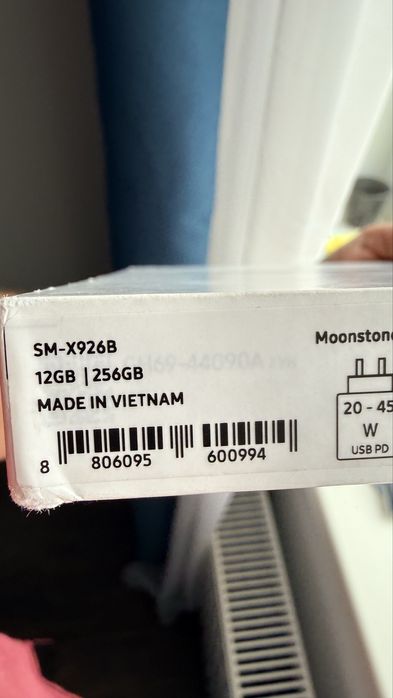 SM-X926B
12GB | 256GB
MADE IN VIETNAM
8 806095 600994
Moonstone
20 - 45
W
USB PD